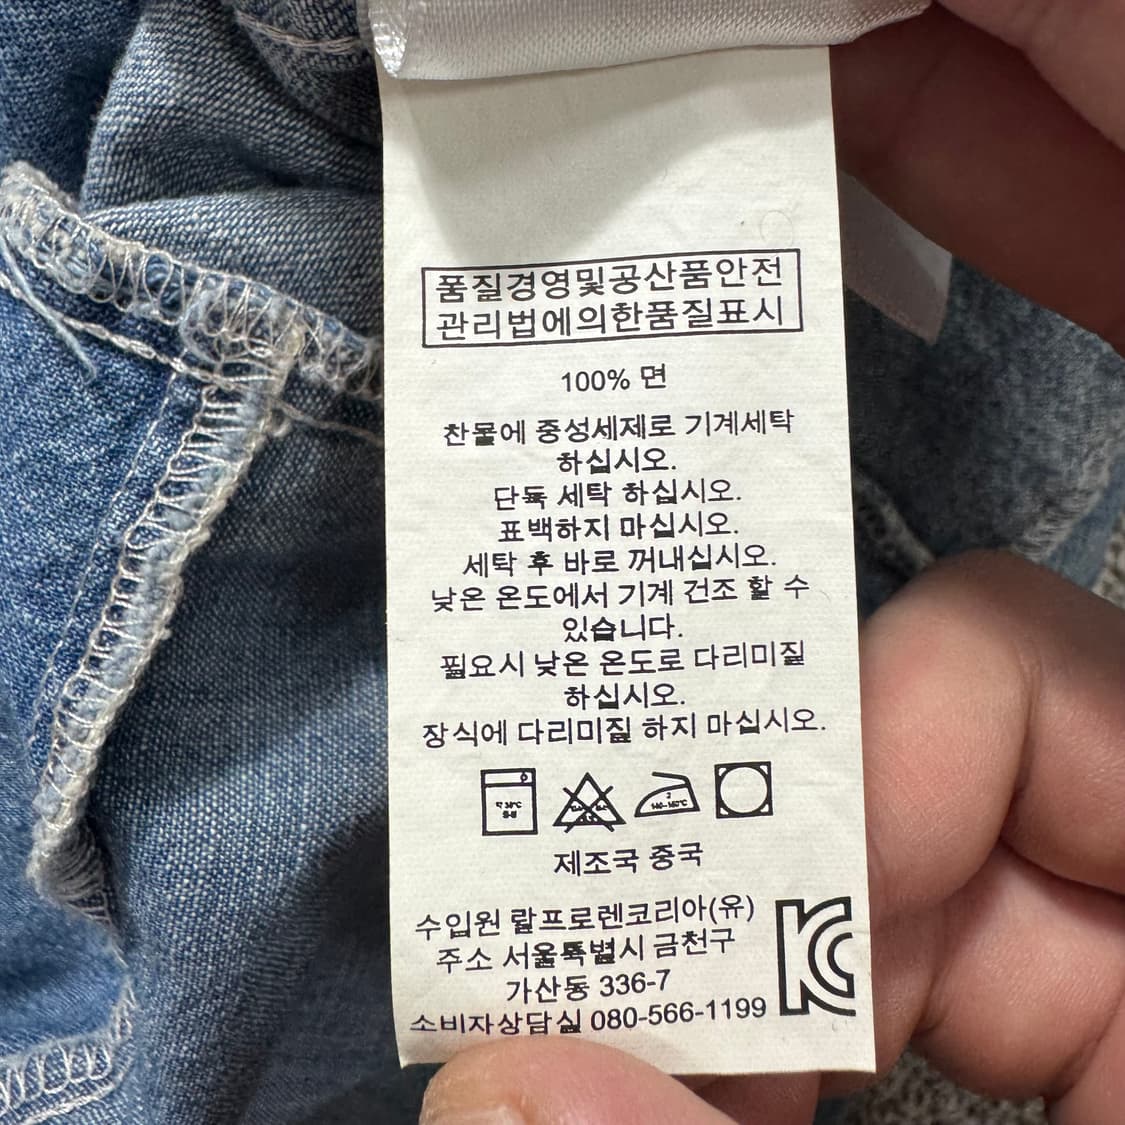 품질경영및공산품안전
관리법에의한품질표시
100% 면
찬물에 중성세제로 기계세탁
하십시오.
단독 세탁 하십시오.
표백하지 마십시오.
세탁 후 바로 꺼내십시오.
낮은 온도에서 기계 건조 할 수
있습니다.
필요시 낮은 온도로 다리미질
하십시오.
장식에 다리미질 하지 마십시오.
제조국 중국
수입원 랄프로렌코리아(유)
주소 서울특별시 금천구
가산동 336-7
소비자상담실 080-566-1199
KC